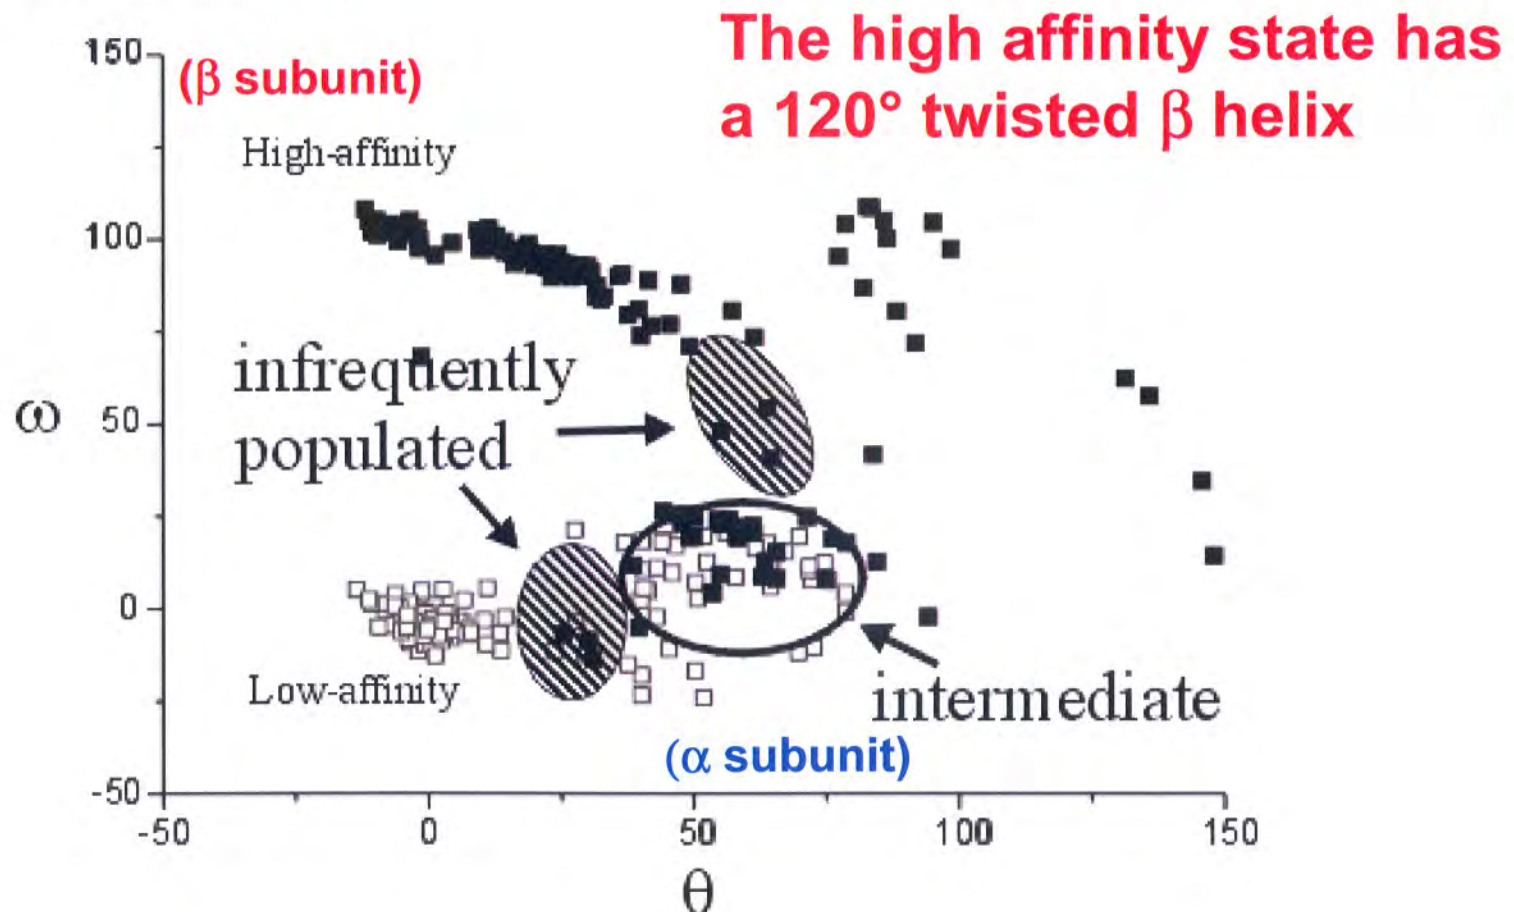 The high affinity state has
a 120° twisted β helix
150
(β subunit)
High-affinity
100
infrequently
populated
ω
50
0
Low-affinity
intermediate
(α subunit)
-50
-50
0
50
100
150
θ